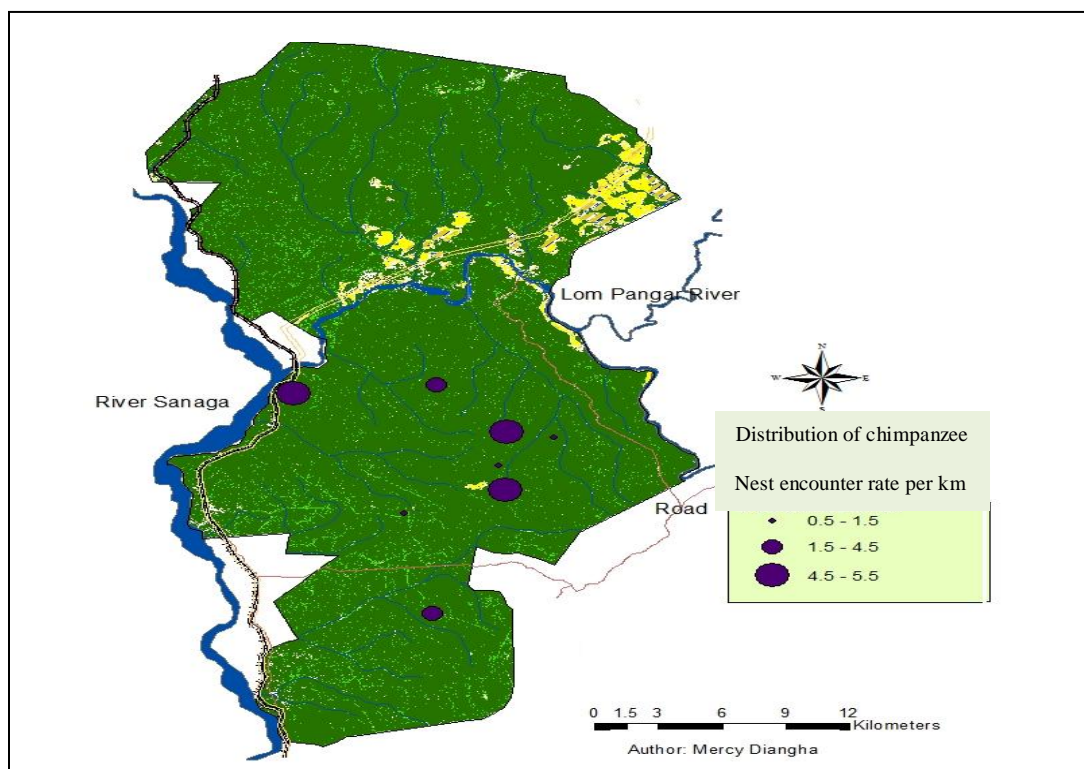 Lom Pangar River
N
W
E
S
River Sanaga
Distribution of chimpanzee
Nest encounter rate per km
Road
0.5 - 1.5
1.5 - 4.5
4.5 - 5.5
0 1.5 3 6 9 12
Kilometers
Author: Mercy Diangha